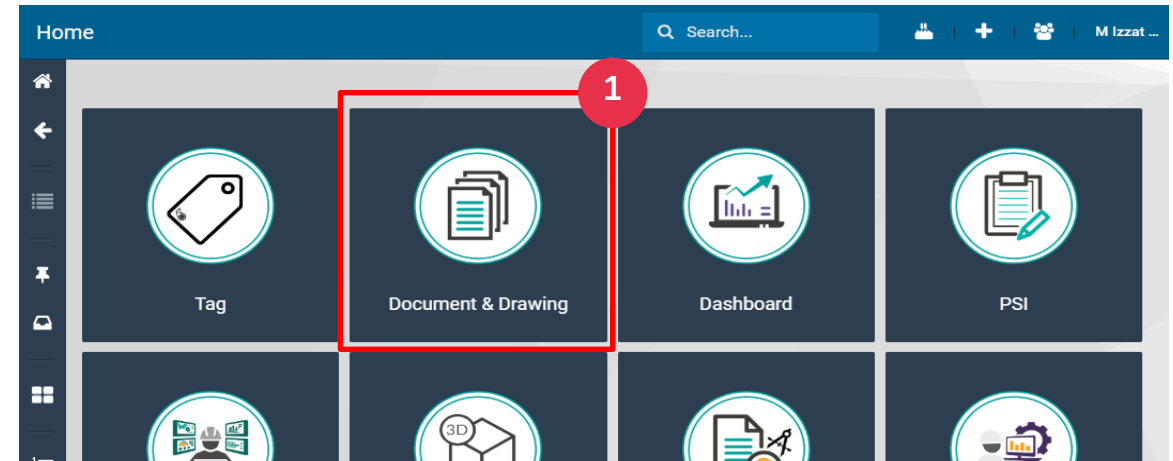 Home
Search...
M Izzat ...
1
Tag
Document & Drawing
Dashboard
PSI
3D